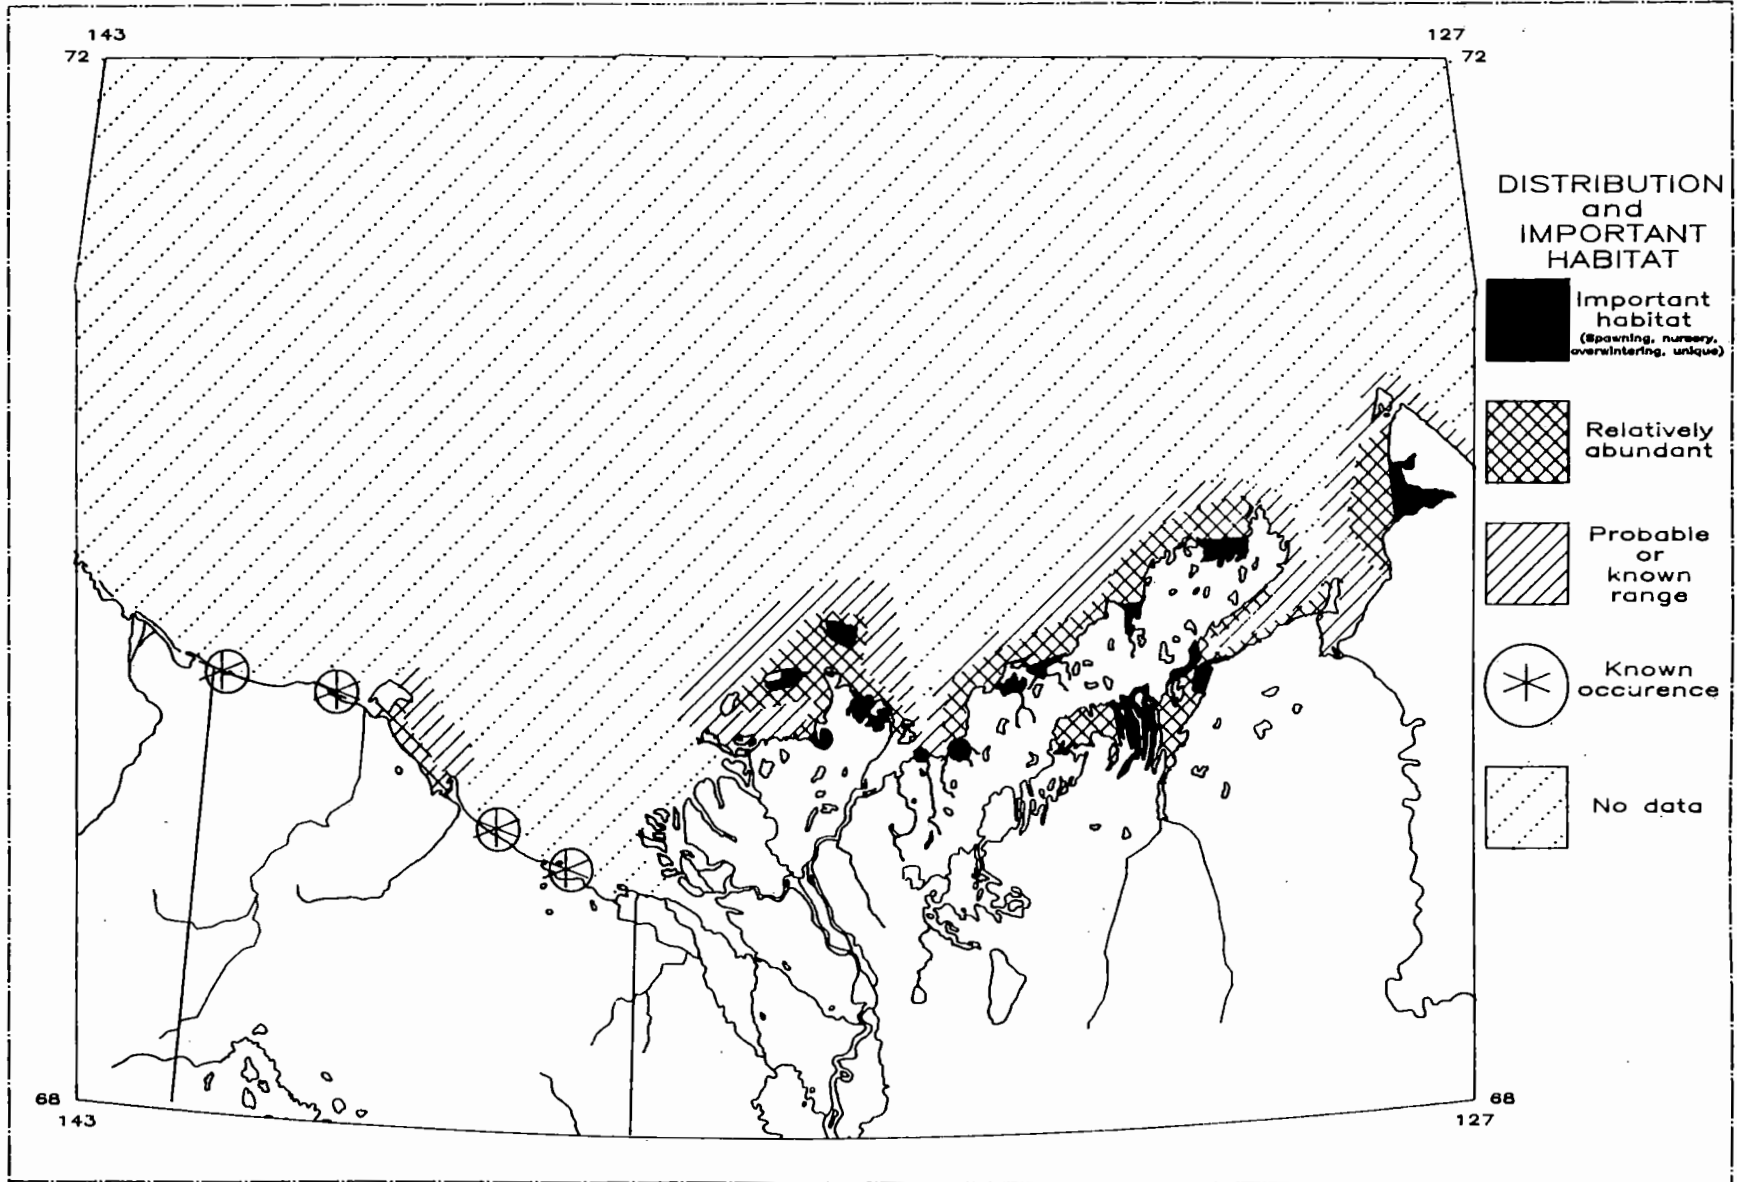 143
127
72
72
DISTRIBUTION
and
IMPORTANT
HABITAT
Important
habitat
(Spawning, nursery,
overwintering, unique)
Relatively
abundant
Probable
or
known
range
Known
occurence
No data
68
68
143
127